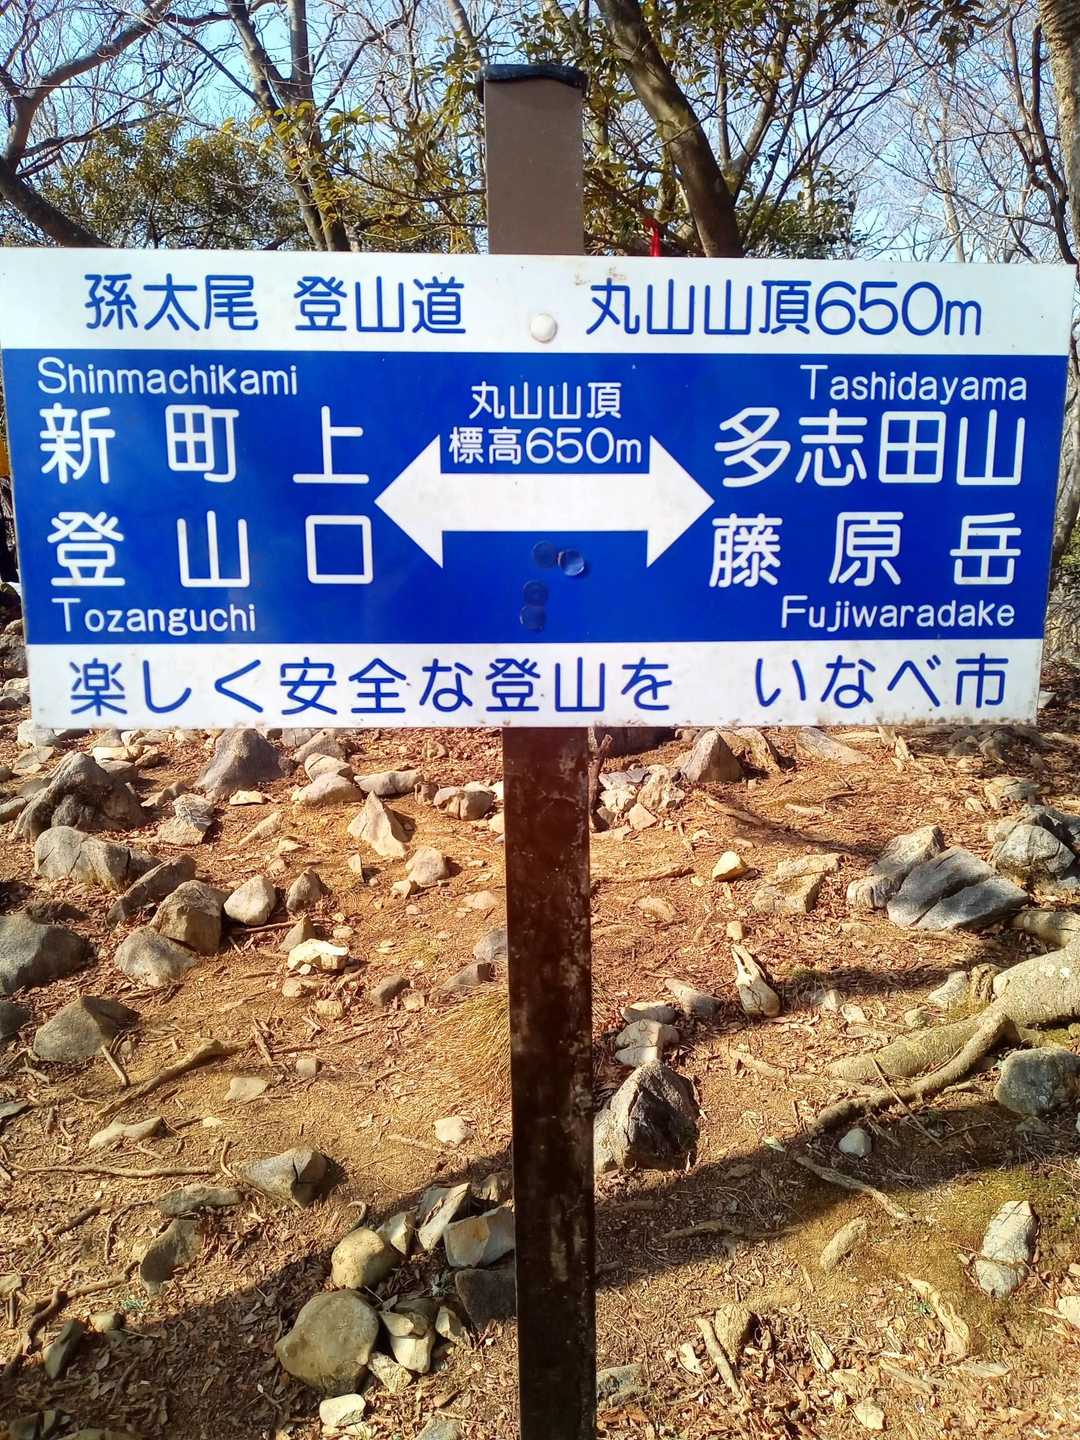 孫太尾 登山道 丸山山頂650m
Shinmachikami
新町上
登山口
Tozanguchi
丸山山頂
標高650m
Tashidayama
多志田山
藤原岳
Fujiwaradake
楽しく安全な登山を いなべ市